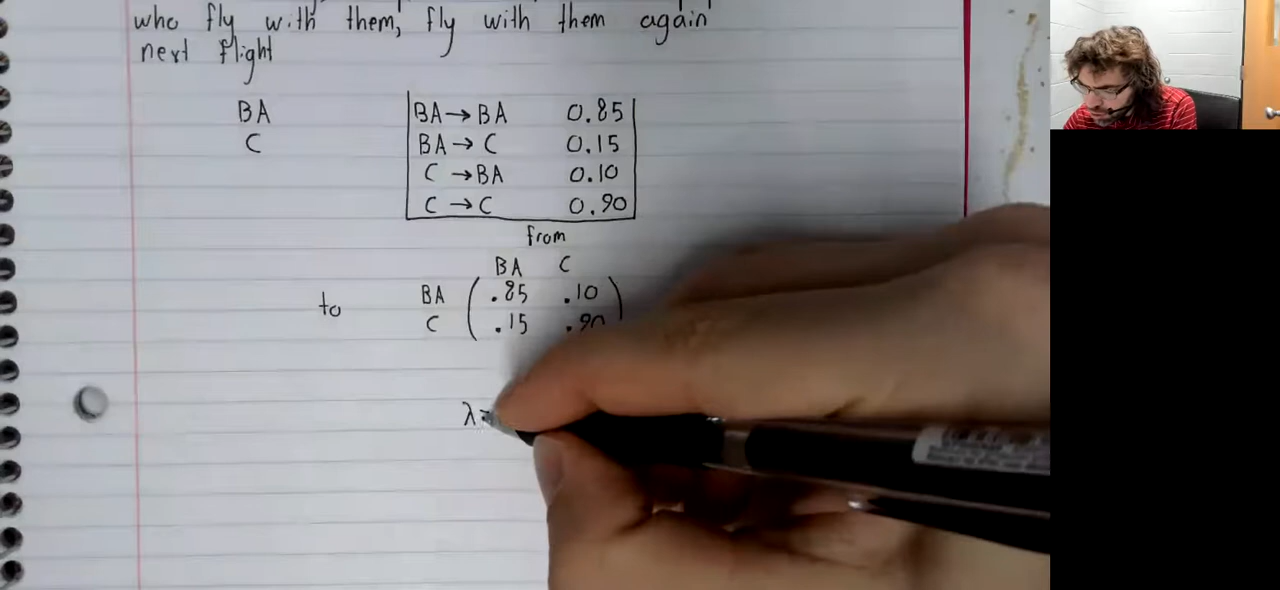 who fly with them, fly with them again
next flight
BA BA → BA 0.85
C BA → C 0.15
C → BA 0.10
C → C 0.90
from
BA C
to BA .85 .10
C .15 .90
λ=